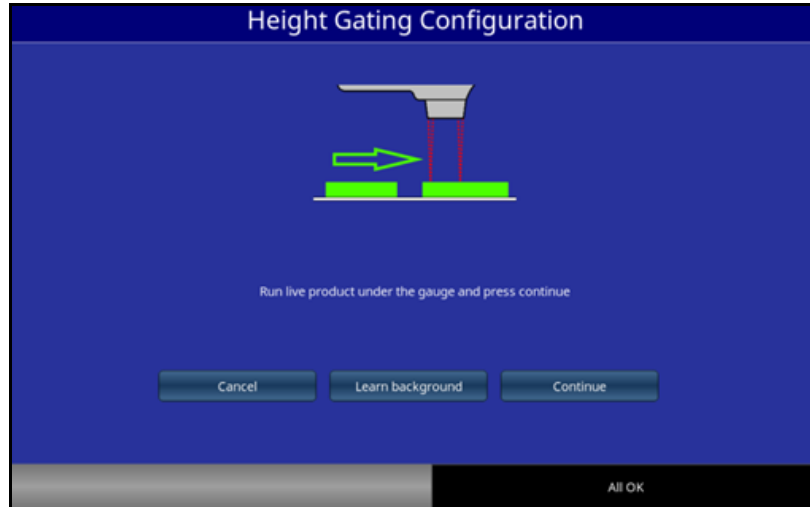 Height Gating Configuration
Run live product under the gauge and press continue
Cancel
Learn background
Continue
All OK